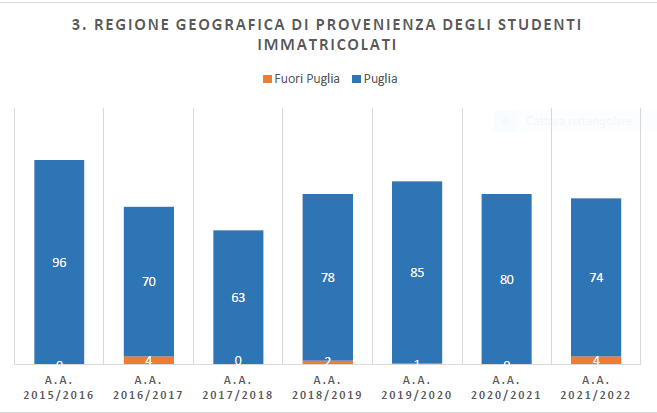 3. REGIONE GEOGRAFICA DI PROVENIENZA DEGLI STUDENTI
IMMATRICOLATI
Fuori Puglia Puglia
Cattura rettangolare
96 70 63 78 85 80 74
0 4 0 2 1 0 4
A.A. A.A. A.A. A.A. A.A. A.A. A.A.
2015/2016 2016/2017 2017/2018 2018/2019 2019/2020 2020/2021 2021/2022